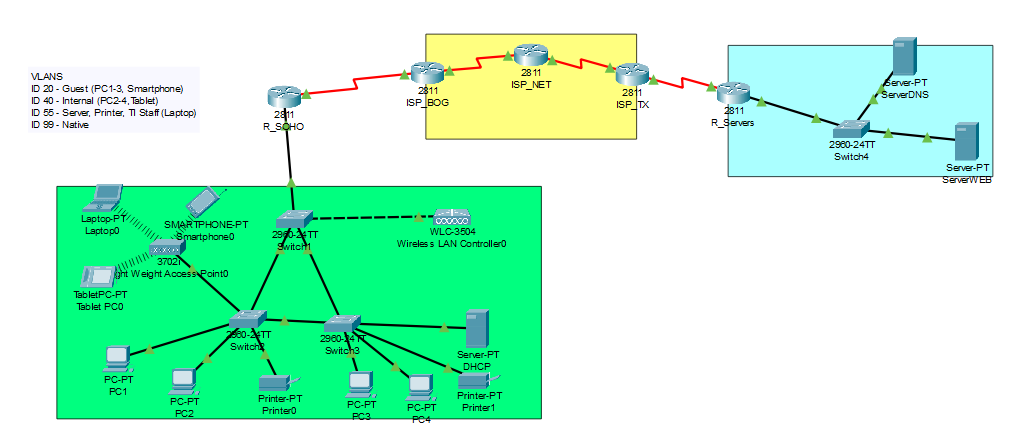 VLANS
ID 20 - Guest (PC1-3, Smartphone)
ID 40 - Internal (PC2-4,Tablet)
ID 55 - Server, Printer, TI Staff (Laptop)
ID 99 - Native
2811
R_SOHO
2811
ISP_BOG
2811
ISP_NET
2811
ISP_TX
2811
R_Servers
Server-PT
ServerDNS
2960-24TT
Switch4
Server-PT
ServerWEB
Laptop-PT
Laptop0
SMARTPHONE-PT
Smartphone0
2960-24TT
Switch1
WLC-3504
Wireless LAN Controller0
3702i
ght Weight Access Point0
TabletPC-PT
Tablet PC0
2960-24TT
Switch2
2960-24TT
Switch3
Server-PT
DHCP
PC-PT
PC1
PC-PT
PC2
Printer-PT
Printer0
PC-PT
PC3
PC-PT
PC4
Printer-PT
Printer1